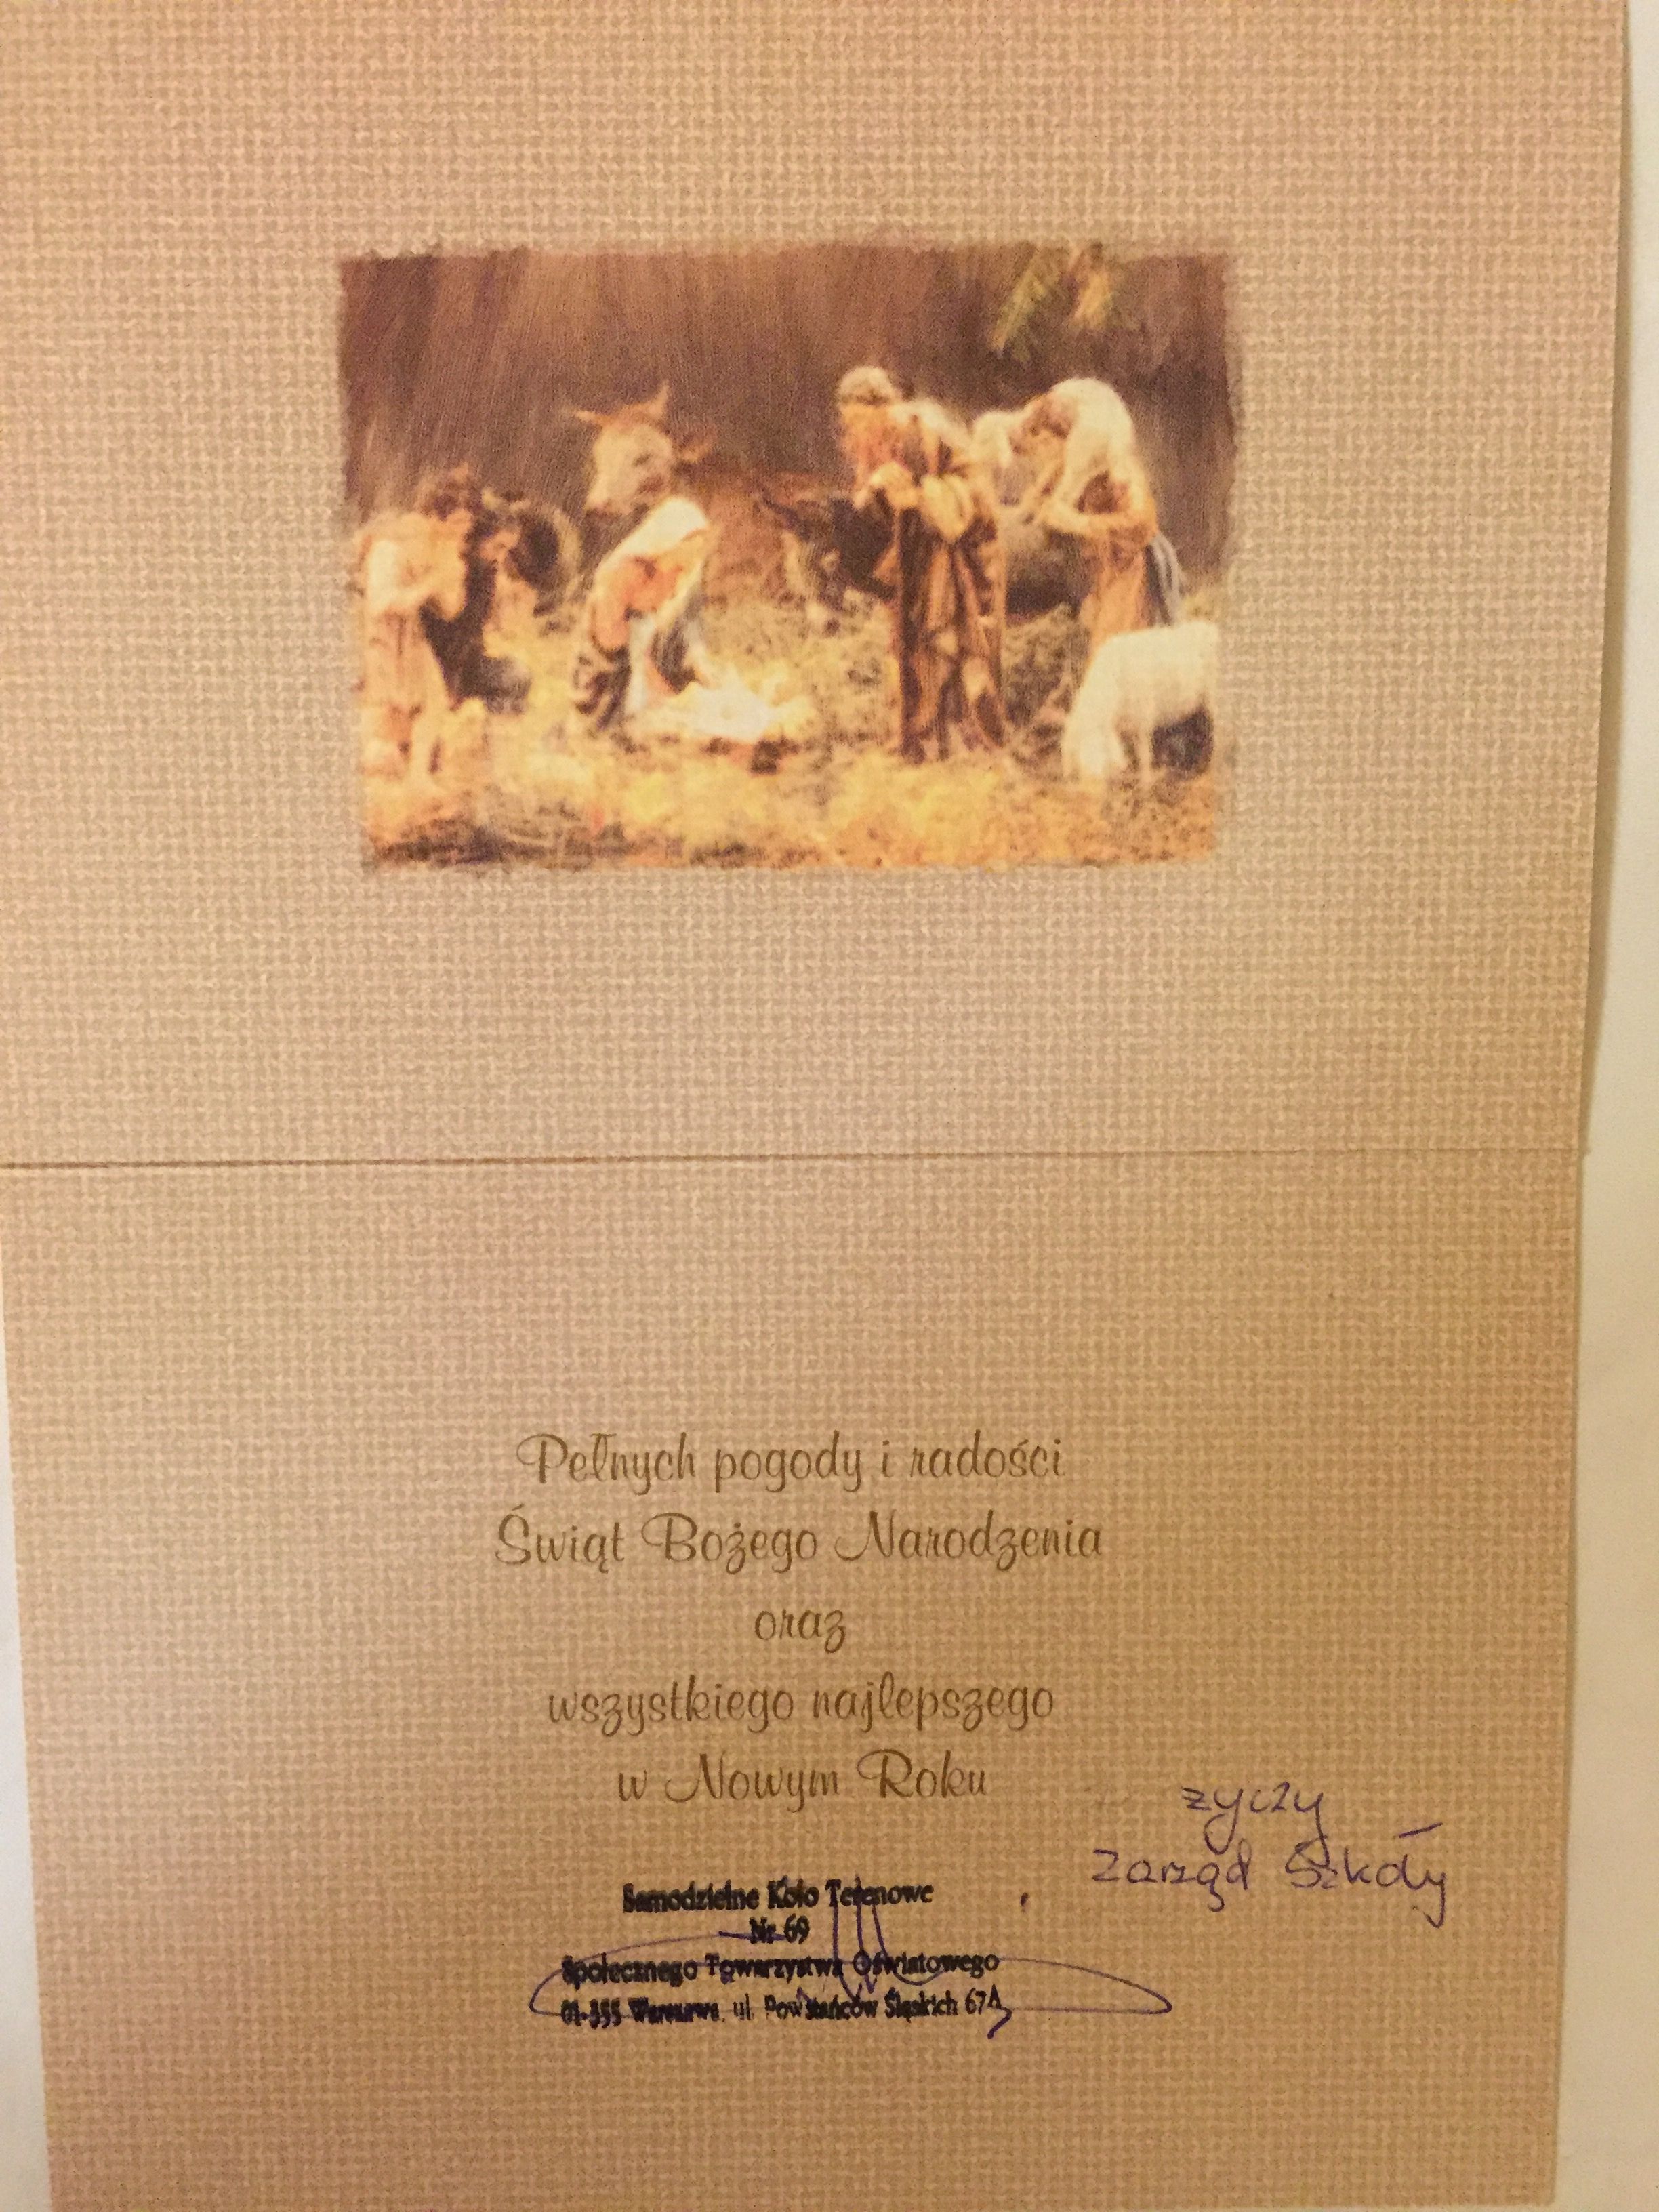 Pełnych pogody i radości
Świąt Bożego Narodzenia
oraz
wszystkiego najlepszego
w Nowym Roku
życzy
Zarząd Szkoły
Samodzielne Koło Terenowe
Nr 69
Społecznego Towarzystwa Oświatowego
01-355 Warszawa, ul. Powstańców Śląskich 67A